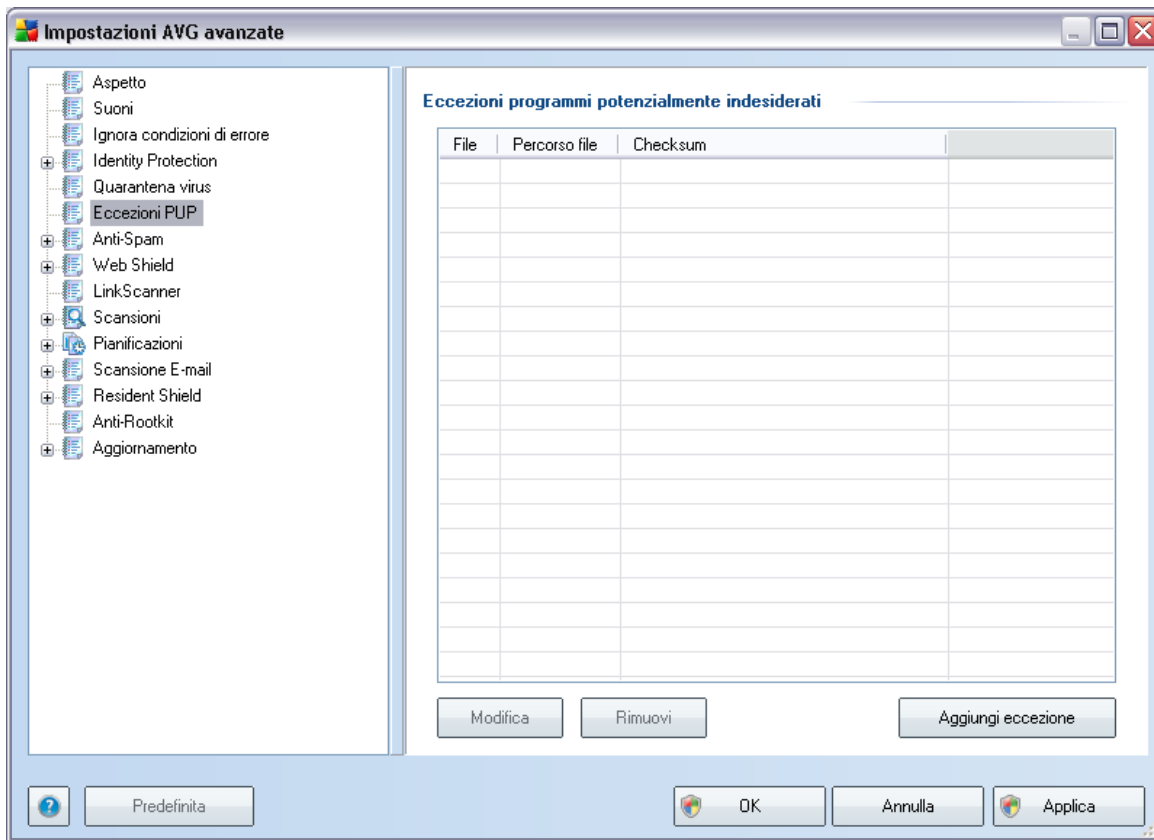 Impostazioni AVG avanzate
Aspetto
Suoni
Ignora condizioni di errore
Identity Protection
Quarantena virus
Eccezioni PUP
Anti-Spam
Web Shield
LinkScanner
Scansioni
Pianificazioni
Scansione E-mail
Resident Shield
Anti-Rootkit
Aggiornamento
Eccezioni programmi potenzialmente indesiderati
File Percorso file Checksum
Modifica Rimuovi Aggiungi eccezione
? Predefinita OK Annulla Applica